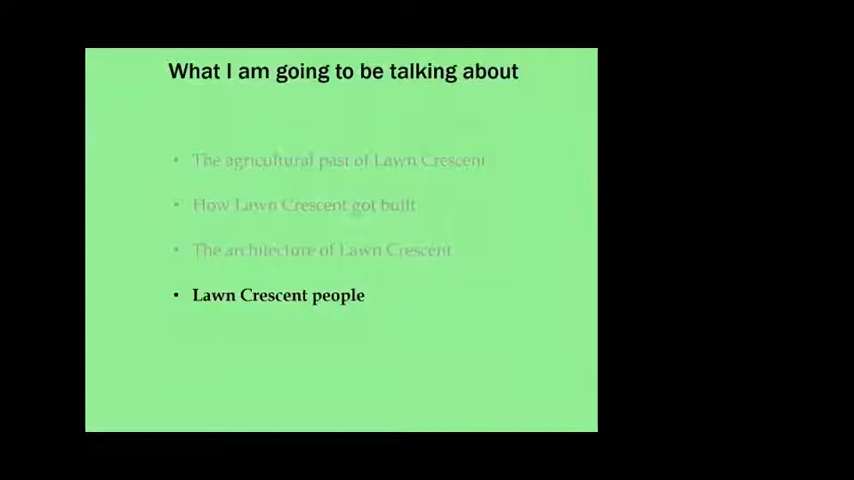 What I am going to be talking about
• The agricultural past of Lawn Crescent
• How Lawn Crescent got built
• The architecture of Lawn Crescent
• Lawn Crescent people